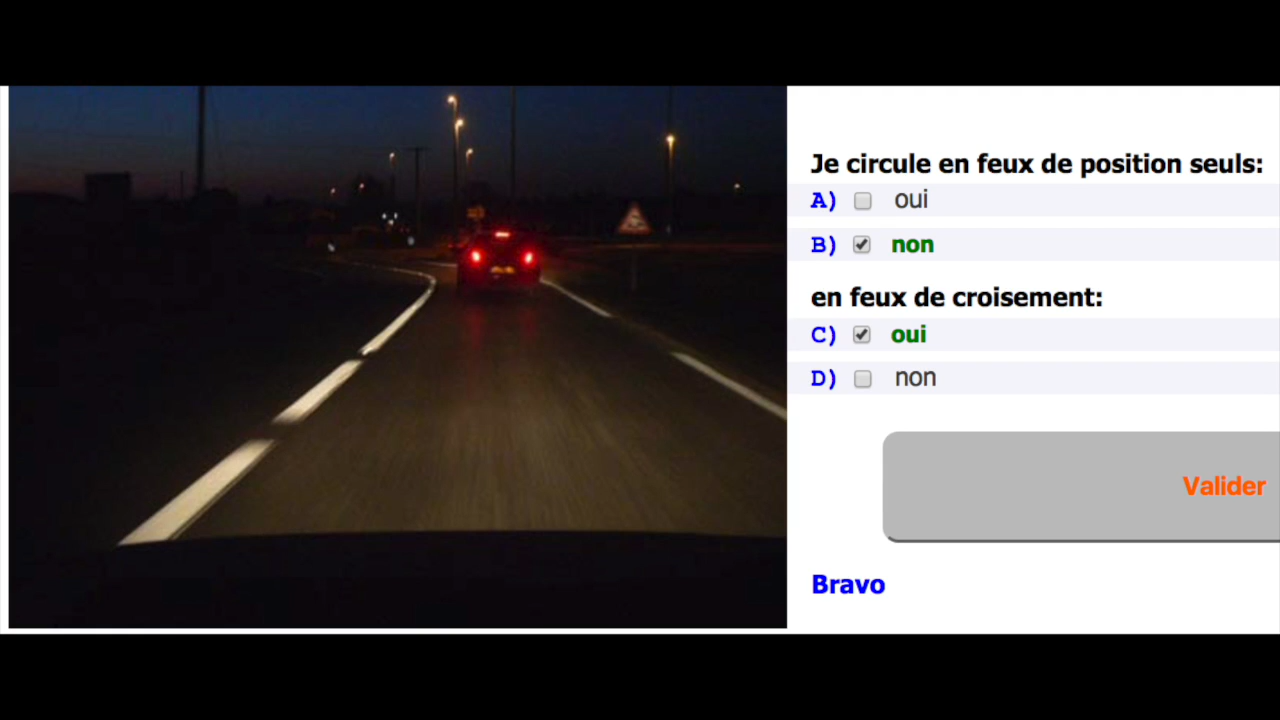 Je circule en feux de position seuls:
A) oui
B) non
en feux de croisement:
C) oui
D) non
Valider
Bravo